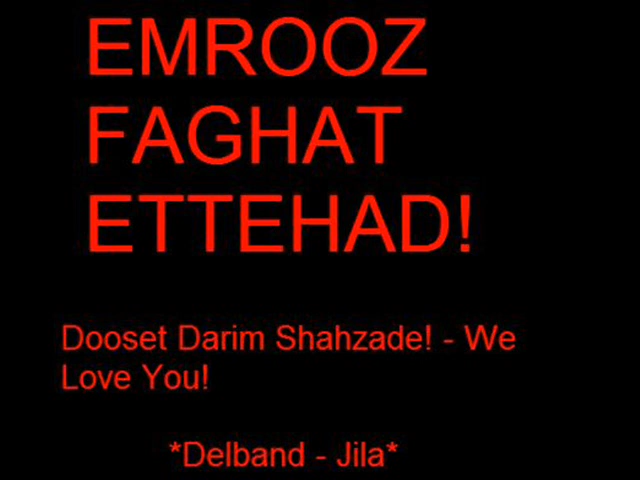 EMROOZ
FAGHAT
ETTEHAD!
Dooset Darim Shahzade! - We
Love You!
*Delband - Jila*